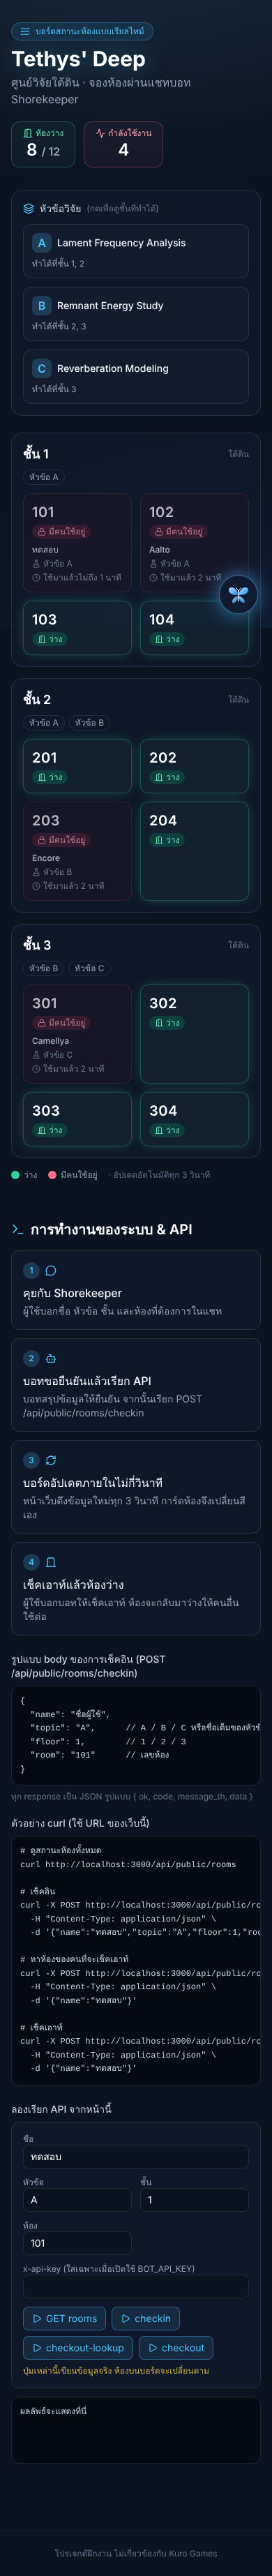 บอร์ดสถานะห้องแบบเรียลไทม์
Tethys' Deep
ศูนย์วิจัยใต้ดิน · จองห้องผ่านแชทบอท
Shorekeeper
ห้องว่าง
8 / 12
กำลังใช้งาน
4
หัวข้อวิจัย (กดเพื่อดูชั้นที่ทำได้)
A Lament Frequency Analysis
ทำได้ที่ชั้น 1, 2
B Remnant Energy Study
ทำได้ที่ชั้น 2, 3
C Reverberation Modeling
ทำได้ที่ชั้น 3
ชั้น 1 ใต้ดิน
หัวข้อ A
101
มีคนใช้อยู่
ทดสอบ
หัวข้อ A
ใช้มาแล้วไม่ถึง 1 นาที
102
มีคนใช้อยู่
Aalto
หัวข้อ A
ใช้มาแล้ว 2 นาที
103
ว่าง
104
ว่าง
ชั้น 2 ใต้ดิน
หัวข้อ A หัวข้อ B
201
ว่าง
202
ว่าง
203
มีคนใช้อยู่
Encore
หัวข้อ B
ใช้มาแล้ว 2 นาที
204
ว่าง
ชั้น 3 ใต้ดิน
หัวข้อ B หัวข้อ C
301
มีคนใช้อยู่
Camellya
หัวข้อ C
ใช้มาแล้ว 2 นาที
302
ว่าง
303
ว่าง
304
ว่าง
ว่าง มีคนใช้อยู่ · อัปเดตอัตโนมัติทุก 3 วินาที
การทำงานของระบบ & API
1
คุยกับ Shorekeeper
ผู้ใช้บอกชื่อ หัวข้อ ชั้น และห้องที่ต้องการในแชท
2
บอทขอยืนยันแล้วเรียก API
บอทสรุปข้อมูลให้ยืนยัน จากนั้นเรียก POST
/api/public/rooms/checkin
3
บอร์ดอัปเดตภายในไม่กี่วินาที
หน้าเว็บดึงข้อมูลใหม่ทุก 3 วินาที การ์ดห้องจึงเปลี่ยนสี
เอง
4
เช็คเอาท์แล้วห้องว่าง
ผู้ใช้บอกบอทให้เช็คเอาท์ ห้องจะกลับมาว่างให้คนอื่น
ใช้ต่อ
รูปแบบ body ของการเช็คอิน (POST
/api/public/rooms/checkin)
{
"name": "ชื่อผู้ใช้",
"topic": "A", // A / B / C หรือชื่อเต็มของหัวข้
"floor": 1, // 1 / 2 / 3
"room": "101" // เลขห้อง
}
ทุก response เป็น JSON รูปแบบ { ok, code, message_th, data }
ตัวอย่าง curl (ใช้ URL ของเว็บนี้)
# ดูสถานะห้องทั้งหมด
curl http://localhost:3000/api/public/rooms
# เช็คอิน
curl -X POST http://localhost:3000/api/public/ro
-H "Content-Type: application/json" \
-d '{"name":"ทดสอบ","topic":"A","floor":1,"roo
# หาห้องของคนที่จะเช็คเอาท์
curl -X POST http://localhost:3000/api/public/ro
-H "Content-Type: application/json" \
-d '{"name":"ทดสอบ"}'
# เช็คเอาท์
curl -X POST http://localhost:3000/api/public/ro
-H "Content-Type: application/json" \
-d '{"name":"ทดสอบ"}'
ลองเรียก API จากหน้านี้
ชื่อ
ทดสอบ
หัวข้อ ชั้น
A 1
ห้อง
101
x-api-key (ใส่เฉพาะเมื่อเปิดใช้ BOT_API_KEY)
GET rooms checkin
checkout-lookup checkout
ปุ่มเหล่านี้เขียนข้อมูลจริง ห้องบนบอร์ดจะเปลี่ยนตาม
ผลลัพธ์จะแสดงที่นี่
โปรเจกต์ฝึกงาน ไม่เกี่ยวข้องกับ Kuro Games